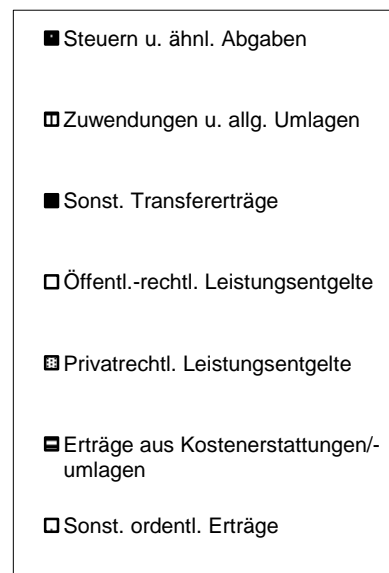 Steuern u. ähnl. Abgaben
Zuwendungen u. allg. Umlagen
Sonst. Transfererträge
Öffentl.-rechtl. Leistungsentgelte
Privatrechtl. Leistungsentgelte
Erträge aus Kostenerstattungen/-
umlagen
Sonst. ordentl. Erträge